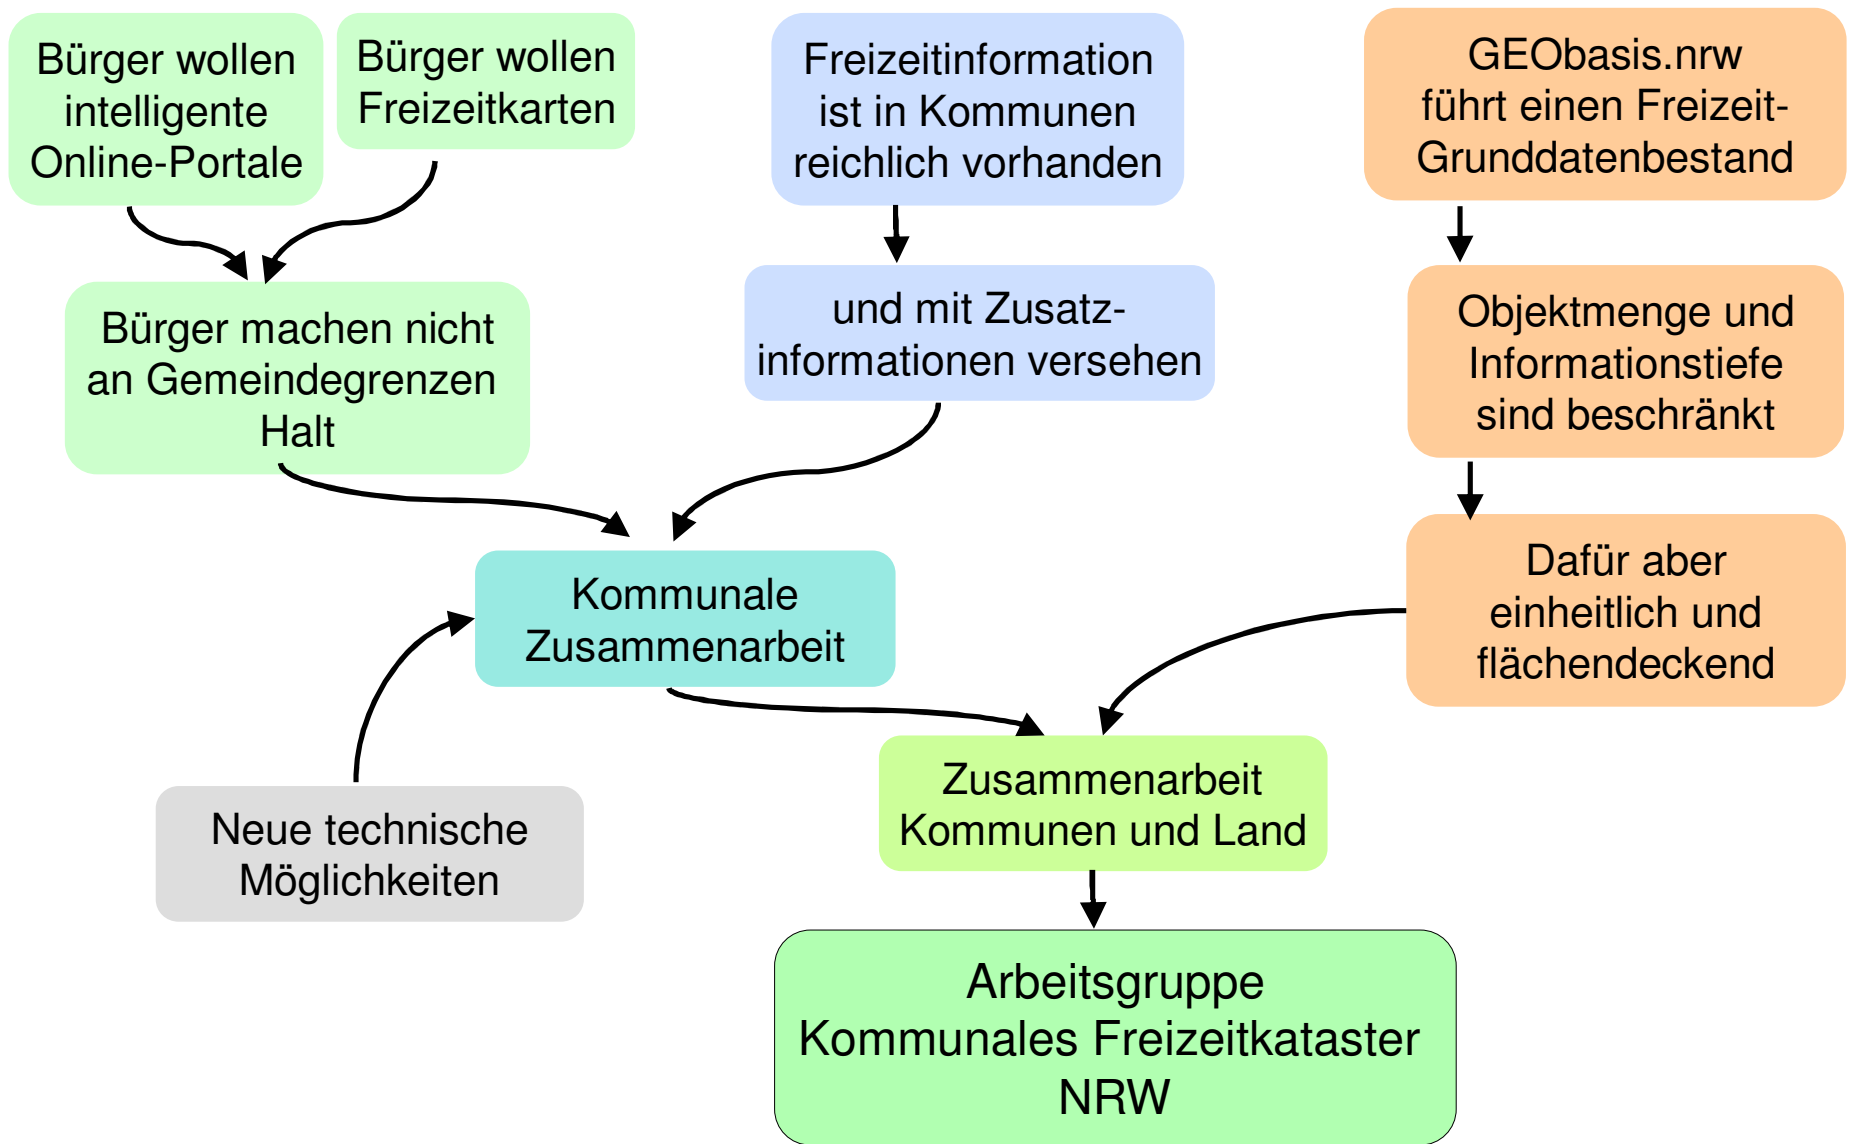 Bürger wollen
intelligente
Online-Portale
Bürger wollen
Freizeitkarten
Freizeitinformation
ist in Kommunen
reichlich vorhanden
GEObasis.nrw
führt einen Freizeit-
Grunddatenbestand
Bürger machen nicht
an Gemeindegrenzen
Halt
und mit Zusatz-
informationen versehen
Objektmenge und
Informationstiefe
sind beschränkt
Kommunale
Zusammenarbeit
Dafür aber
einheitlich und
flächendeckend
Neue technische
Möglichkeiten
Zusammenarbeit
Kommunen und Land
Arbeitsgruppe
Kommunales Freizeitkataster
NRW